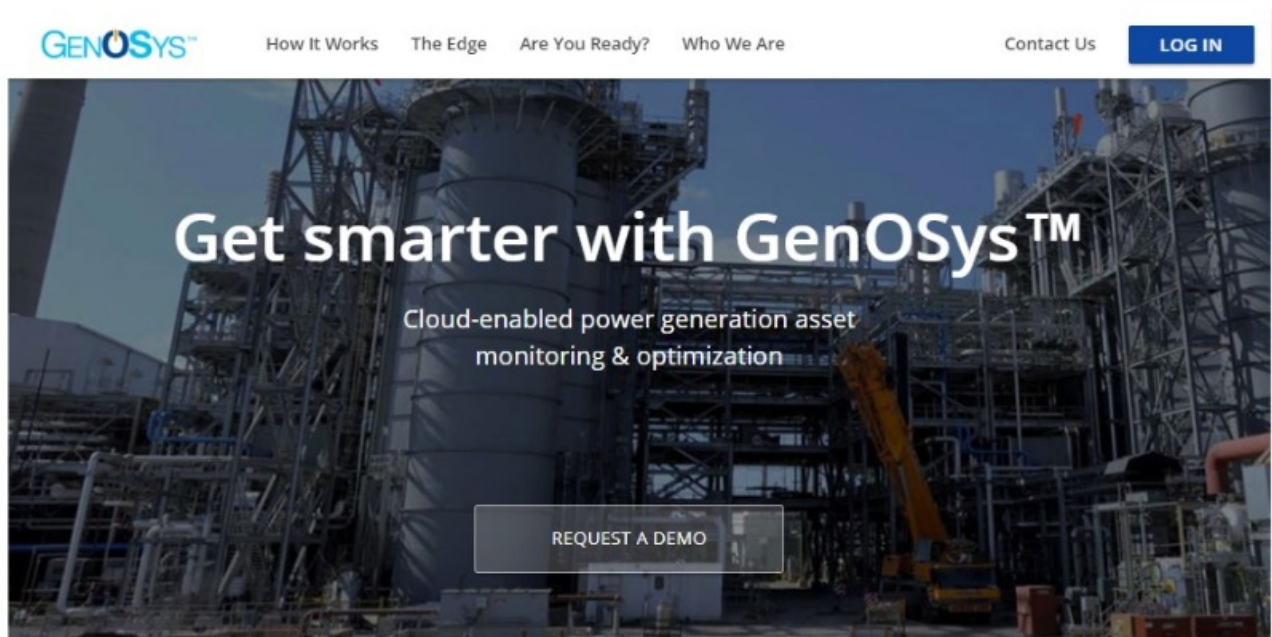 GENOSYS™
How It Works
The Edge
Are You Ready?
Who We Are
Contact Us
LOG IN
Get smarter with GenOSys™
Cloud-enabled power generation asset
monitoring & optimization
REQUEST A DEMO